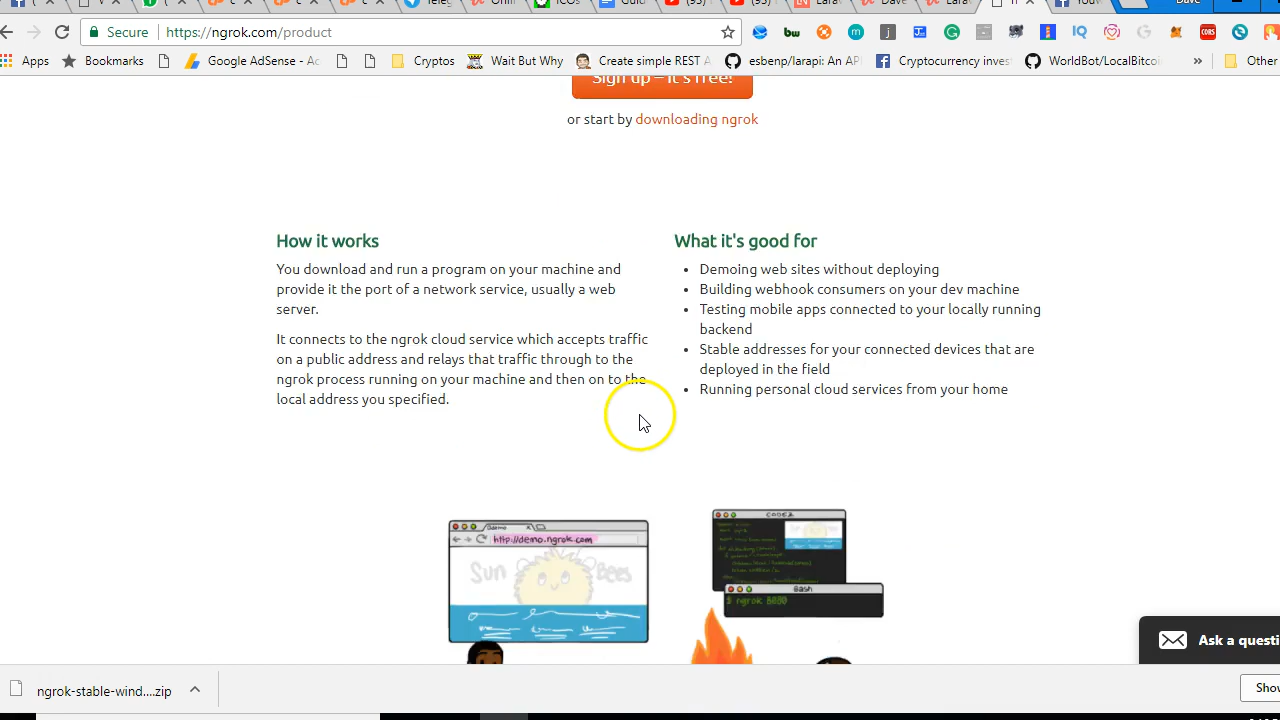 Dave
Secure
https://ngrok.com/product
Apps
Bookmarks
Google AdSense - Ac
Cryptos
Wait But Why
Create simple REST A
esbenp/larapi: An API
Cryptocurrency invest
WorldBot/LocalBitcoi
»
Other
Sign up – it's free!
or start by downloading ngrok
How it works
You download and run a program on your machine and
provide it the port of a network service, usually a web
server.
It connects to the ngrok cloud service which accepts traffic
on a public address and relays that traffic through to the
ngrok process running on your machine and then on to the
local address you specified.
What it's good for
• Demoing web sites without deploying
• Building webhook consumers on your dev machine
• Testing mobile apps connected to your locally running
backend
• Stable addresses for your connected devices that are
deployed in the field
• Running personal cloud services from your home
http://demo.ngrok.com
Sun Bees
Bash
$ ngrok 8080
Ask a questi
ngrok-stable-wind....zip
Show